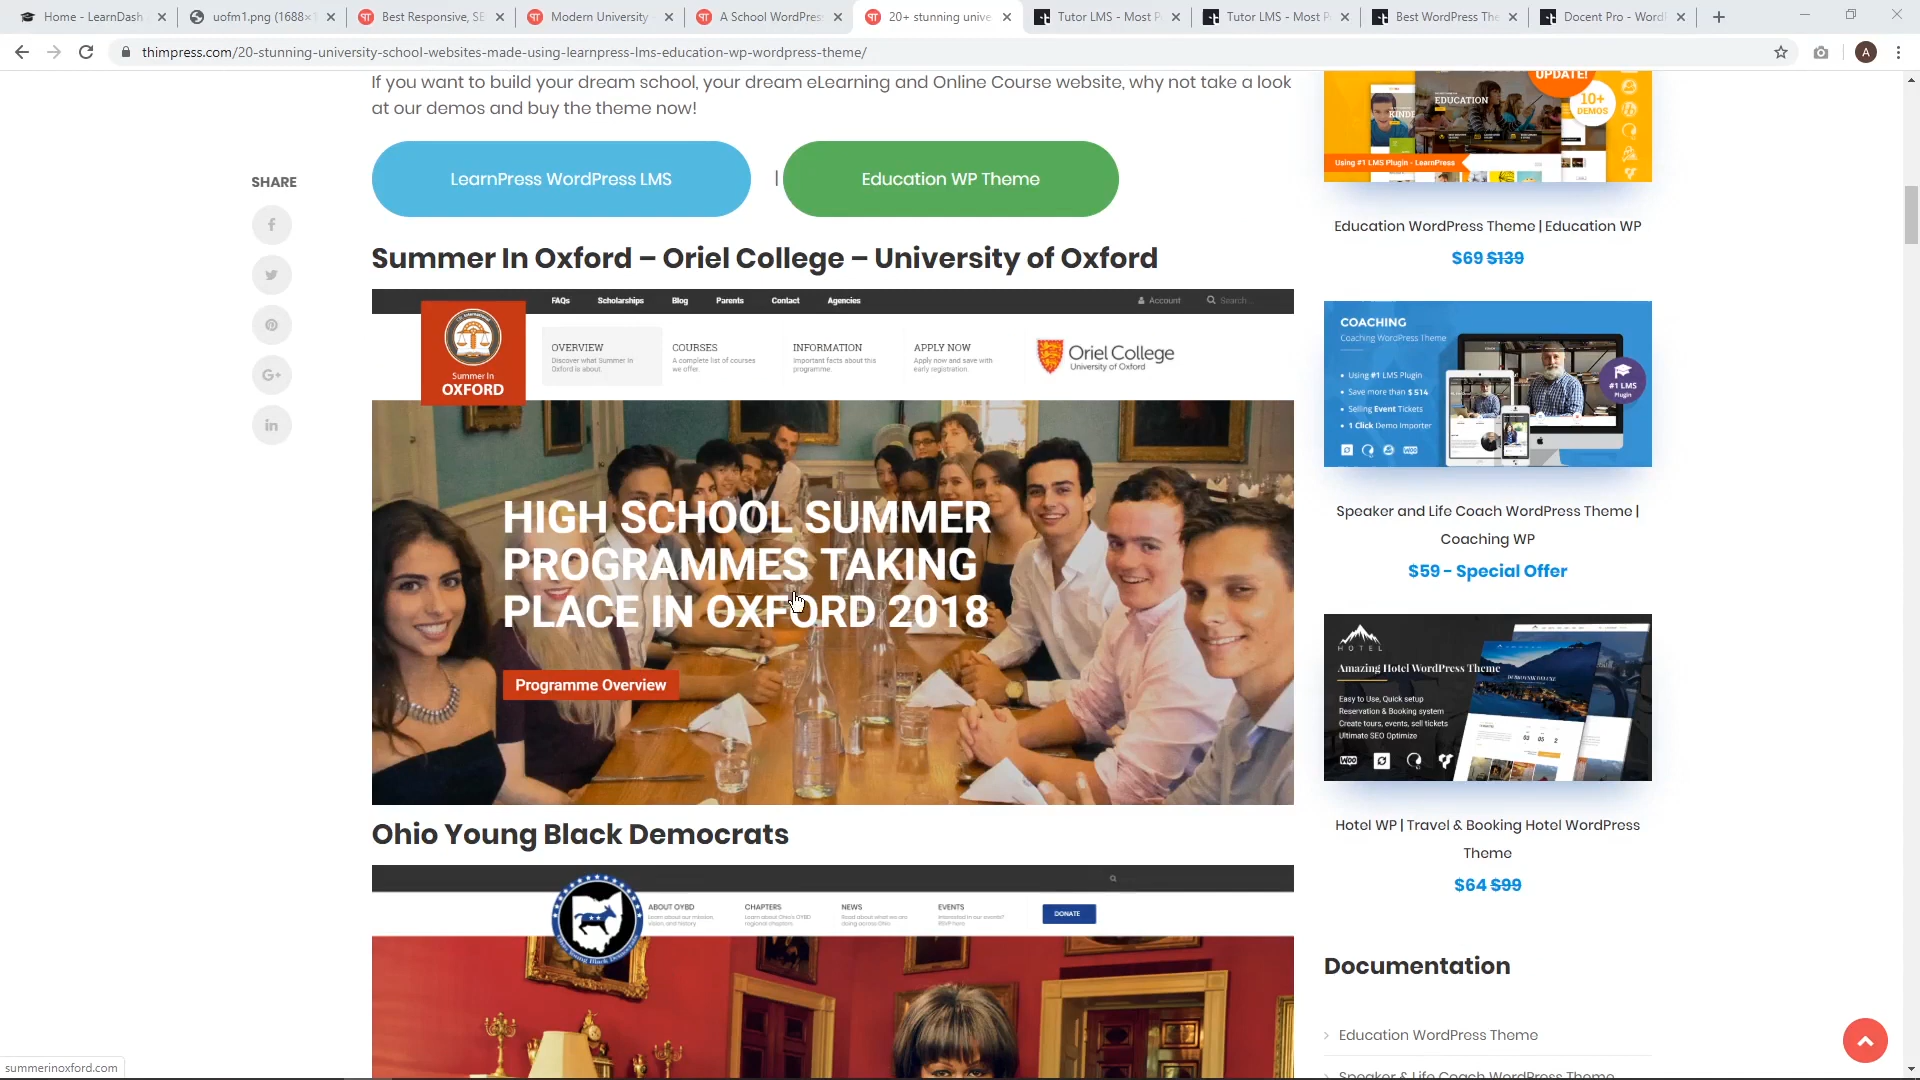 Home - LearnDash
uofm1.png (1688×1
Best Responsive, SE
Modern University
A School WordPres
20+ stunning unive
Tutor LMS - Most P
Tutor LMS - Most P
Best WordPress The
Docent Pro - Word
thimpress.com/20-stunning-university-school-websites-made-using-learnpress-lms-education-wp-wordpress-theme/
A
If you want to build your dream school, your dream eLearning and Online Course website, why not take a look
at our demos and buy the theme now!
LearnPress WordPress LMS
|
Education WP Theme
SHARE
Summer In Oxford – Oriel College – University of Oxford
FAQs
Scholarships
Blog
Parents
Contact
Agencies
Account
Search...
Summer In
OXFORD
OVERVIEW
Discover what Summer In
Oxford is about.
COURSES
A complete list of courses
we offer.
INFORMATION
Important facts about this
programme.
APPLY NOW
Apply now and save with
early registration.
Oriel College
University of Oxford
HIGH SCHOOL SUMMER
PROGRAMMES TAKING
PLACE IN OXFORD 2018
Programme Overview
Ohio Young Black Democrats
ABOUT OYBD
Learn about our mission,
vision, and history
CHAPTERS
Learn about Ohio's OYBD
regional chapters.
NEWS
Read about what we are
doing across Ohio.
EVENTS
Interested in our events?
RSVP here.
DONATE
UPDATE!
EDUCATION
10+
DEMOS
Using #1 LMS Plugin - LearnPress
Education WordPress Theme | Education WP
$69 $139
COACHING
Coaching WordPress Theme
Using #1 LMS Plugin
Save more than $ 514
Selling Event Tickets
1 Click Demo Importer
#1 LMS
Plugin
Speaker and Life Coach WordPress Theme |
Coaching WP
$59 - Special Offer
HOTEL
Amazing Hotel WordPress Theme
Easy to Use, Quick setup
Reservation & Booking system
Create tours, events, sell tickets
Ultimate SEO Optimize
Hotel WP | Travel & Booking Hotel WordPress
Theme
$64 $99
Documentation
Education WordPress Theme
Speaker & Life Coach WordPress Theme
summerinoxford.com